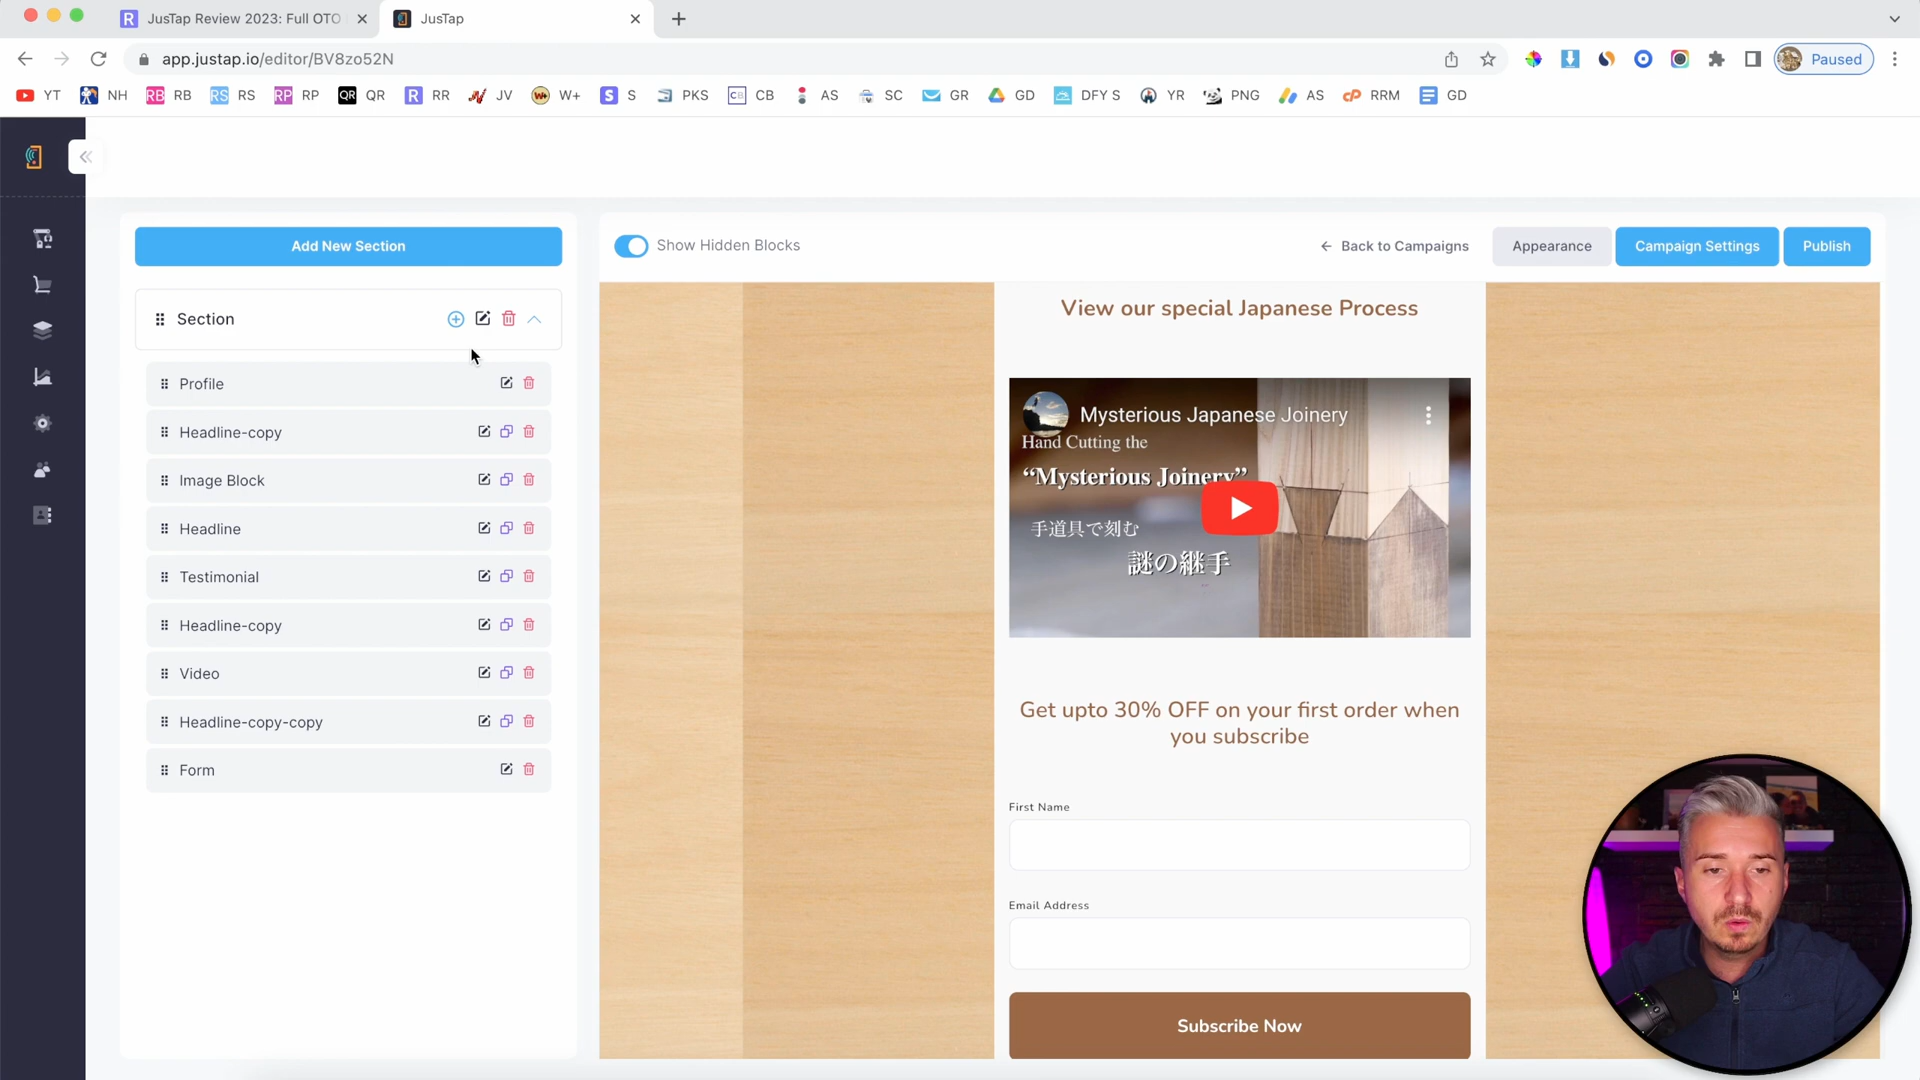 JusTap Review 2023: Full OTO
JusTap
app.justap.io/editor/BV8zo52N
Paused
YT NH RB RS RP QR RR JV W+ S PKS CB AS SC GR GD DFY S YR PNG AS RRM GD
Add New Section
Show Hidden Blocks
Back to Campaigns
Appearance
Campaign Settings
Publish
Section
Profile
Headline-copy
Image Block
Headline
Testimonial
Headline-copy
Video
Headline-copy-copy
Form
View our special Japanese Process
Mysterious Japanese Joinery
Hand Cutting the
“Mysterious Joinery”
手道具で刻む
謎の継手
Get upto 30% OFF on your first order when
you subscribe
First Name
Email Address
Subscribe Now